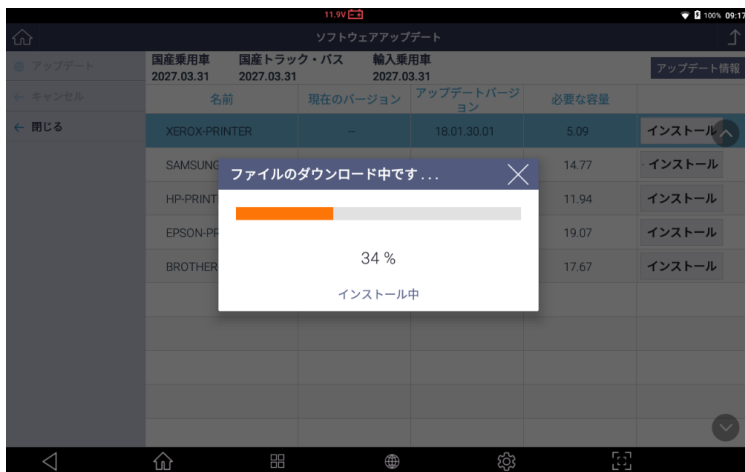 11.9V
100% 09:17
ソフトウェアアップデート
アップデート
キャンセル
閉じる
国産乗用車 国産トラック・バス 輸入乗用車
2027.03.31 2027.03.31 2027.03.31
アップデート情報
名前 現在のバージョン アップデートバージョン 必要な容量
XEROX-PRINTER -- 18.01.30.01 5.09 インストール
SAMSUNG 14.77 インストール
HP-PRINT 11.94 インストール
EPSON-PR 19.07 インストール
BROTHER 17.67 インストール
ファイルのダウンロード中です...
34 %
インストール中